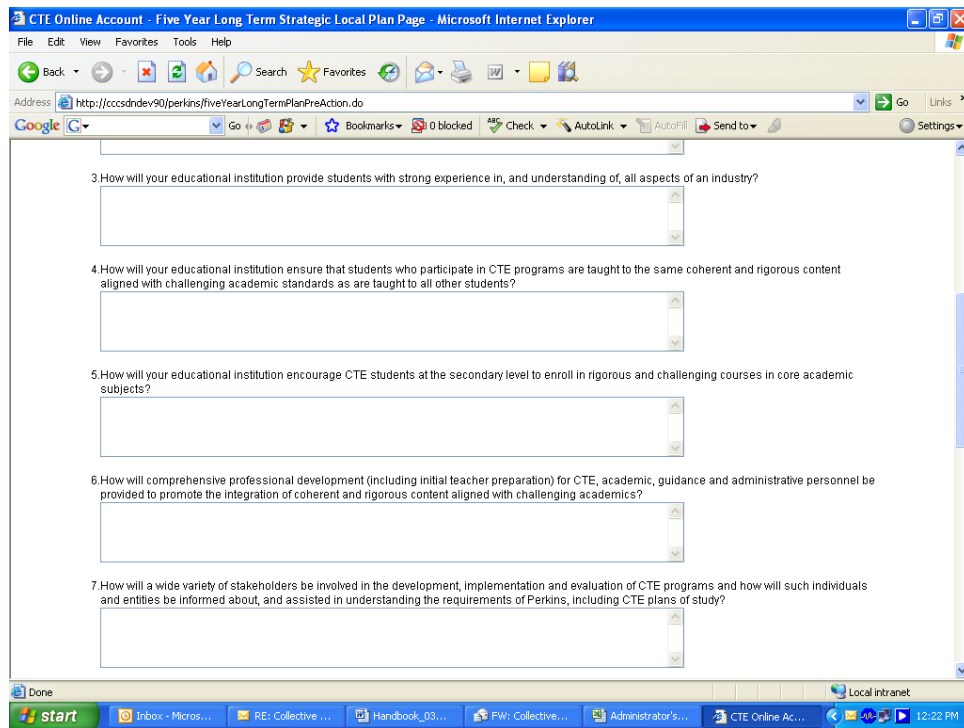 CTE Online Account - Five Year Long Term Strategic Local Plan Page - Microsoft Internet Explorer
File Edit View Favorites Tools Help
Back Search Favorites W
Address http://cccsdndev90/perkins/fiveYearLongTermPlanPreAction.do Go Links »
Google G Go Bookmarks 0 blocked ABC Check AutoLink AutoFill Send to Settings
3.How will your educational institution provide students with strong experience in, and understanding of, all aspects of an industry?
4.How will your educational institution ensure that students who participate in CTE programs are taught to the same coherent and rigorous content
aligned with challenging academic standards as are taught to all other students?
5.How will your educational institution encourage CTE students at the secondary level to enroll in rigorous and challenging courses in core academic
subjects?
6.How will comprehensive professional development (including initial teacher preparation) for CTE, academic, guidance and administrative personnel be
provided to promote the integration of coherent and rigorous content aligned with challenging academics?
7.How will a wide variety of stakeholders be involved in the development, implementation and evaluation of CTE programs and how will such individuals
and entities be informed about, and assisted in understanding the requirements of Perkins, including CTE plans of study?
Done Local intranet
start Inbox - Micros... RE: Collective ... Handbook_03... FW: Collective... Administrator's... CTE Online Ac... 12:22 PM